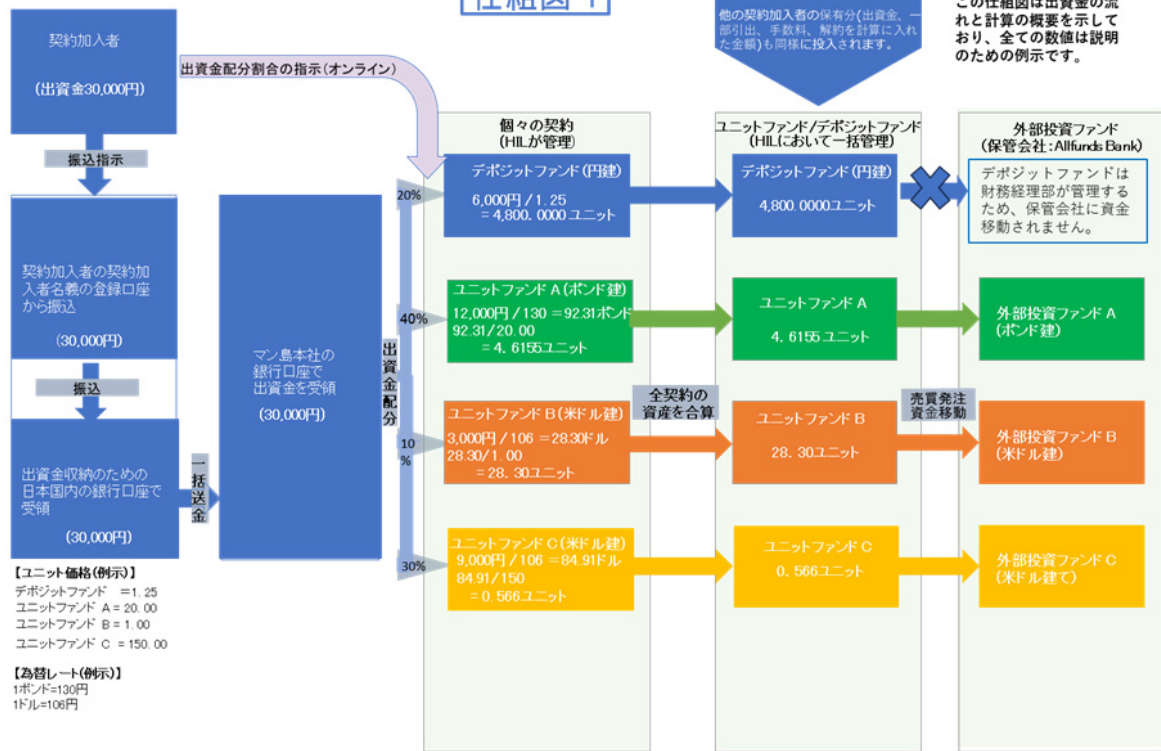 仕組図1
契約加入者
(出資金30,000円)
出資金配分割合の指示(オンライン)
他の契約加入者の保有分(出資金、一
部引出、手数料、解約を計算に入れ
た金額)も同様に投入されます。
この仕組図は出資金の流
れと計算の概要を示して
おり、全ての数値は説明
のための例示です。
振込指示
契約加入者の契約加
入者名義の登録口座
から振込
(30,000円)
振込
出資金収納のための
日本国内の銀行口座で
受領
(30,000円)
一括送金
マン島本社の
銀行口座で
出資金を受領
(30,000円)
出資金配分
20%
40%
10
%
30%
個々の契約
(HILが管理)
デポジットファンド(円建)
6,000円/1.25
=4,800.0000ユニット
ユニットファンド A(ポンド建)
12,000円/130=92.31ポンド
92.31/20.00
=4.6155ユニット
ユニットファンド B(米ドル建)
3,000円/106=28.30ドル
28.30/1.00
=28.30ユニット
ユニットファンド C(米ドル建)
9,000円/106=84.91ドル
84.91/150
=0.566ユニット
全契約の
資産を合算
ユニットファンド/デポジットファンド
(HILにおいて一括管理)
デポジットファンド(円建)
4,800.0000ユニット
ユニットファンド A
4.6155ユニット
ユニットファンド B
28.30ユニット
ユニットファンド C
0.566ユニット
売買発注
資金移動
外部投資ファンド
(保管会社:Allfunds Bank)
デポジットファンドは
財務経理部が管理する
ため、保管会社に資金
移動されません。
外部投資ファンド A
(ポンド建)
外部投資ファンド B
(米ドル建)
外部投資ファンド C
(米ドル建て)
【ユニット価格(例示)】
デポジットファンド =1.25
ユニットファンド A=20.00
ユニットファンド B=1.00
ユニットファンド C =150.00
【為替レート(例示)】
1ポンド=130円
1ドル=106円